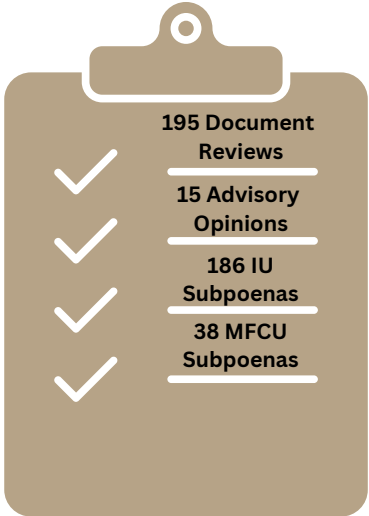 195 Document
Reviews
15 Advisory
Opinions
186 IU
Subpoenas
38 MFCU
Subpoenas